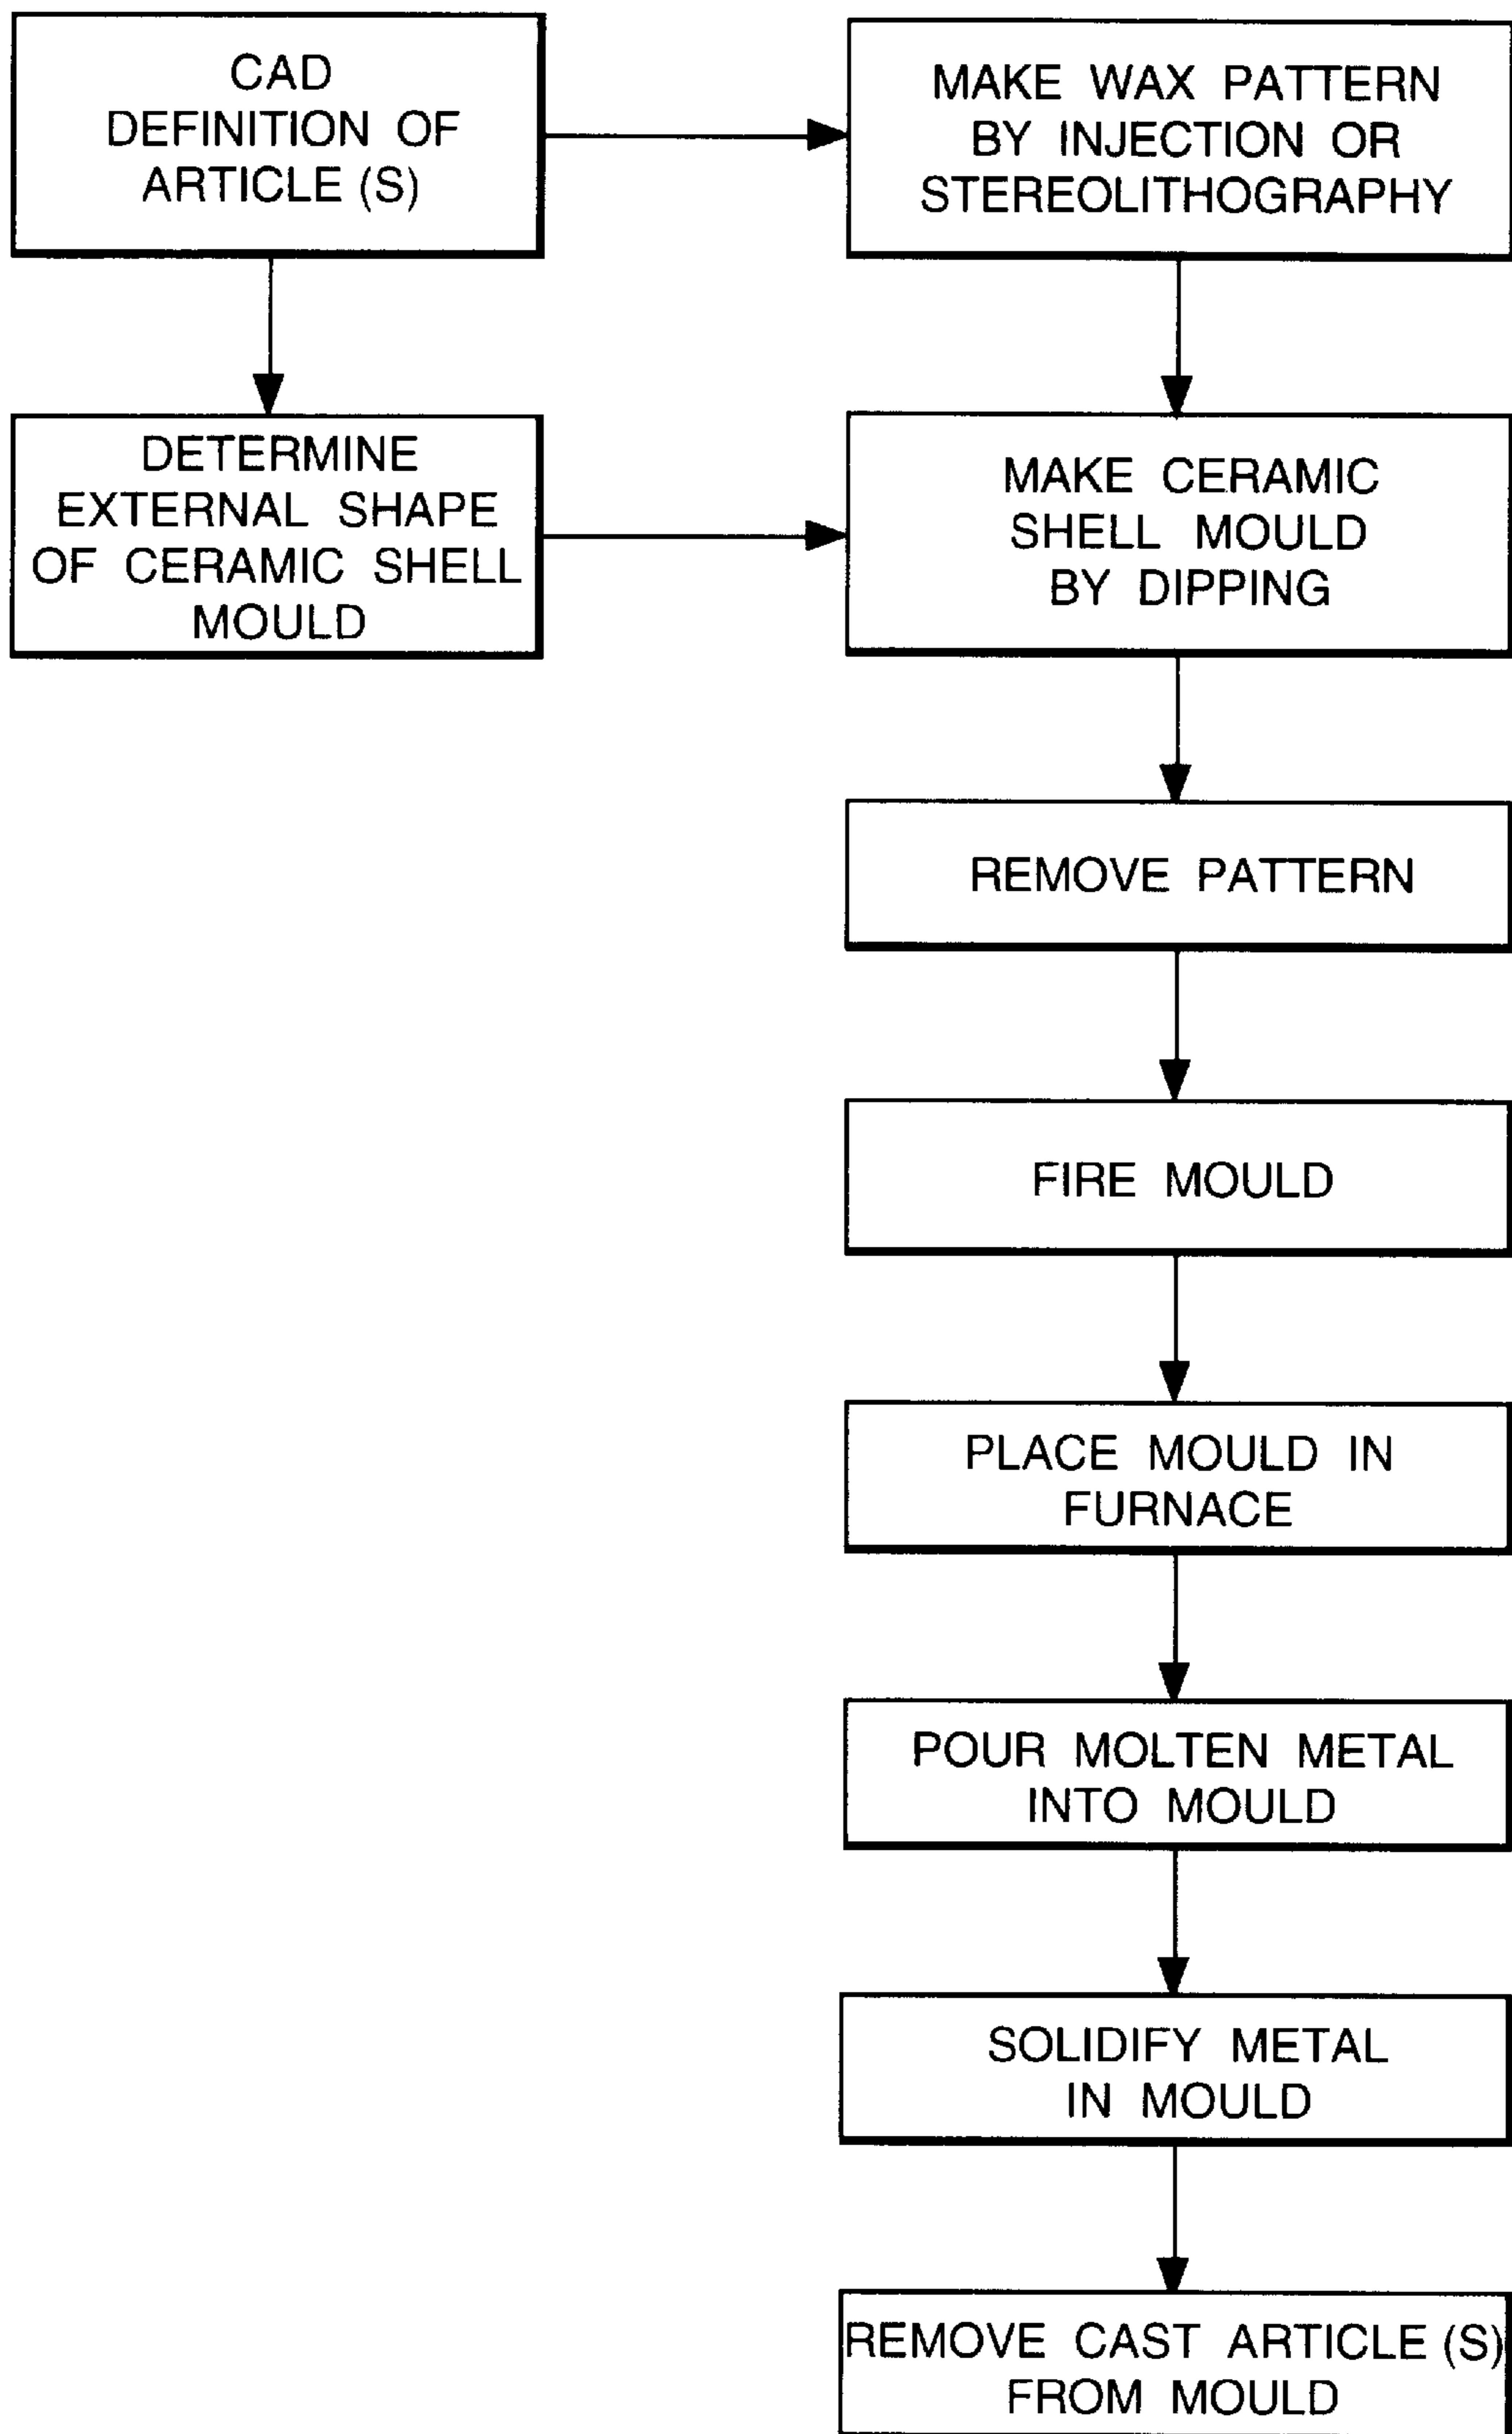 CAD
DEFINITION OF
ARTICLE (S)
MAKE WAX PATTERN
BY INJECTION OR
STEREOLITHOGRAPHY
DETERMINE
EXTERNAL SHAPE
OF CERAMIC SHELL
MOULD
MAKE CERAMIC
SHELL MOULD
BY DIPPING
REMOVE PATTERN
FIRE MOULD
PLACE MOULD IN
FURNACE
POUR MOLTEN METAL
INTO MOULD
SOLIDIFY METAL
IN MOULD
REMOVE CAST ARTICLE (S)
FROM MOULD